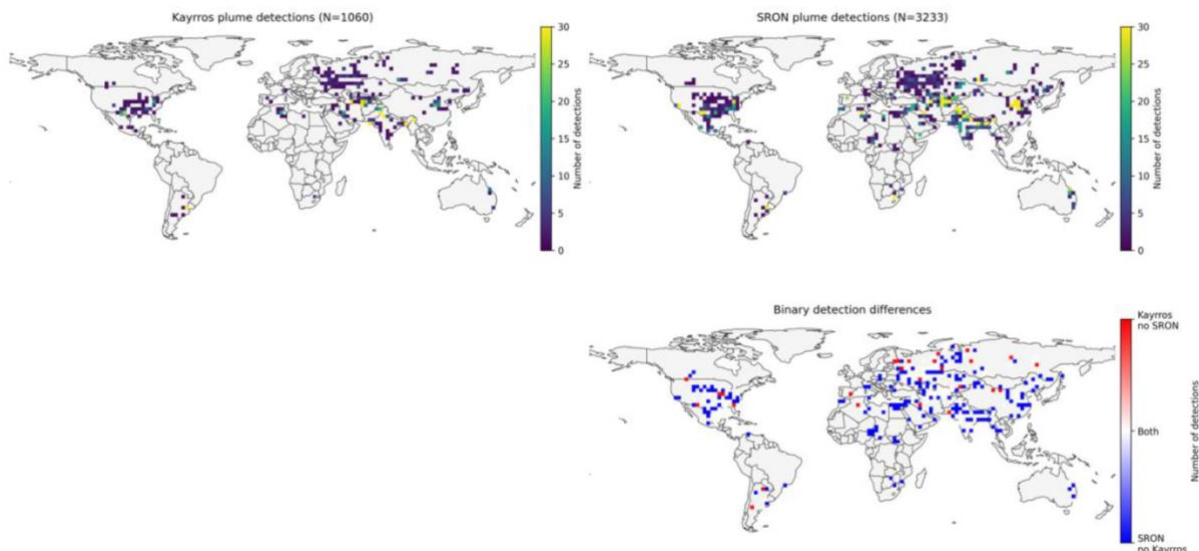 Kayrros plume detections (N=1060)
30
25
20
15
10
5
0
Number of detections
SRON plume detections (N=3233)
30
25
20
15
10
5
0
Number of detections
Binary detection differences
Kayrros
no SRON
Both
SRON
no Kayrros
Number of detections